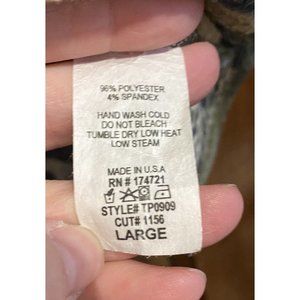 96% POLYESTER
4% SPANDEX
HAND WASH COLD
DO NOT BLEACH
TUMBLE DRY LOW HEAT
LOW STEAM
MADE IN U.S.A
RN # 174721
STYLE# TP0909
CUT# 1156
LARGE